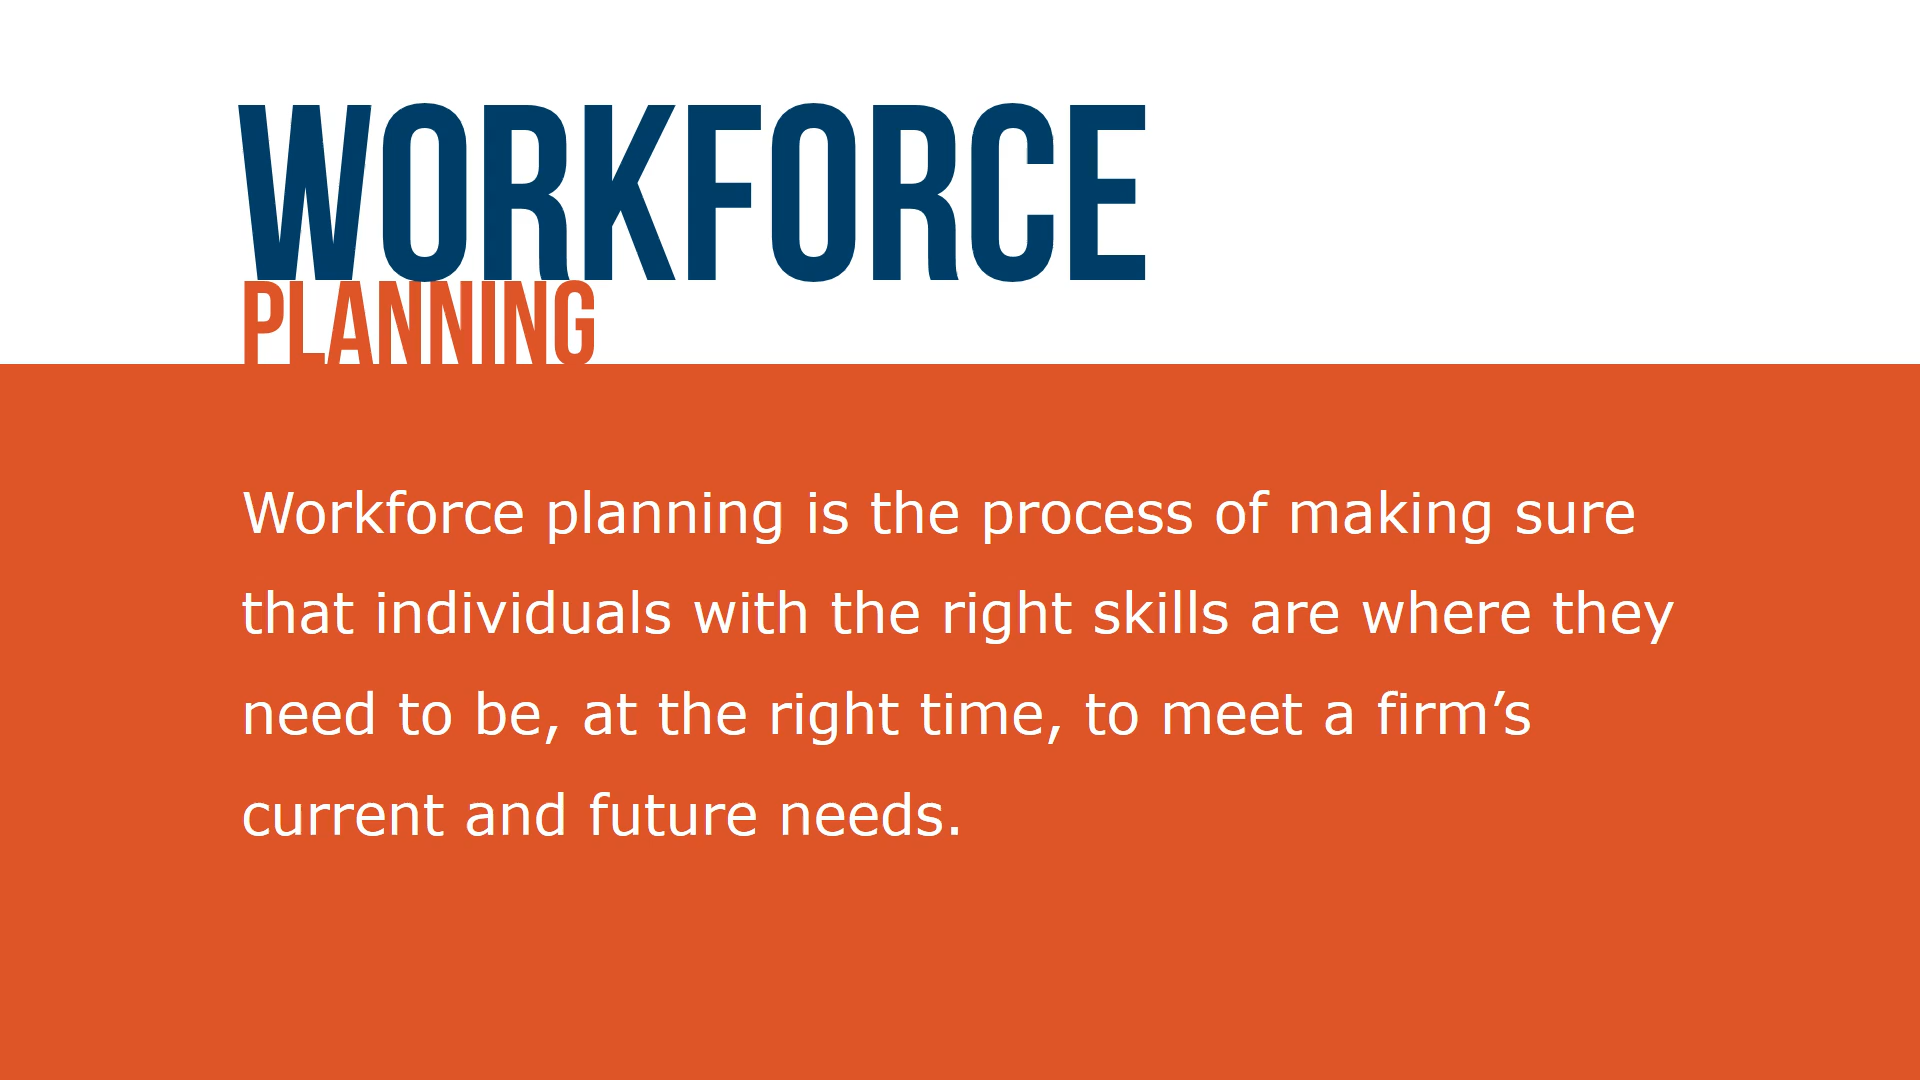 WORKFORCE
PLANNING
Workforce planning is the process of making sure
that individuals with the right skills are where they
need to be, at the right time, to meet a firm’s
current and future needs.